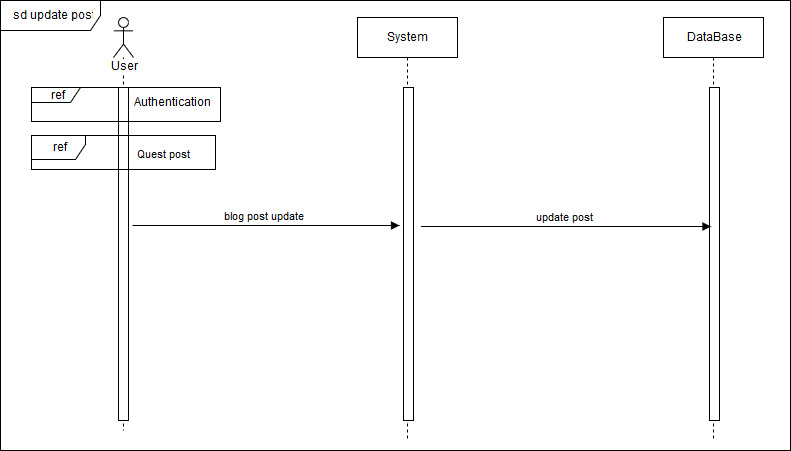 sd update post
User
System
DataBase
ref
Authentication
ref
Quest post
blog post update
update post